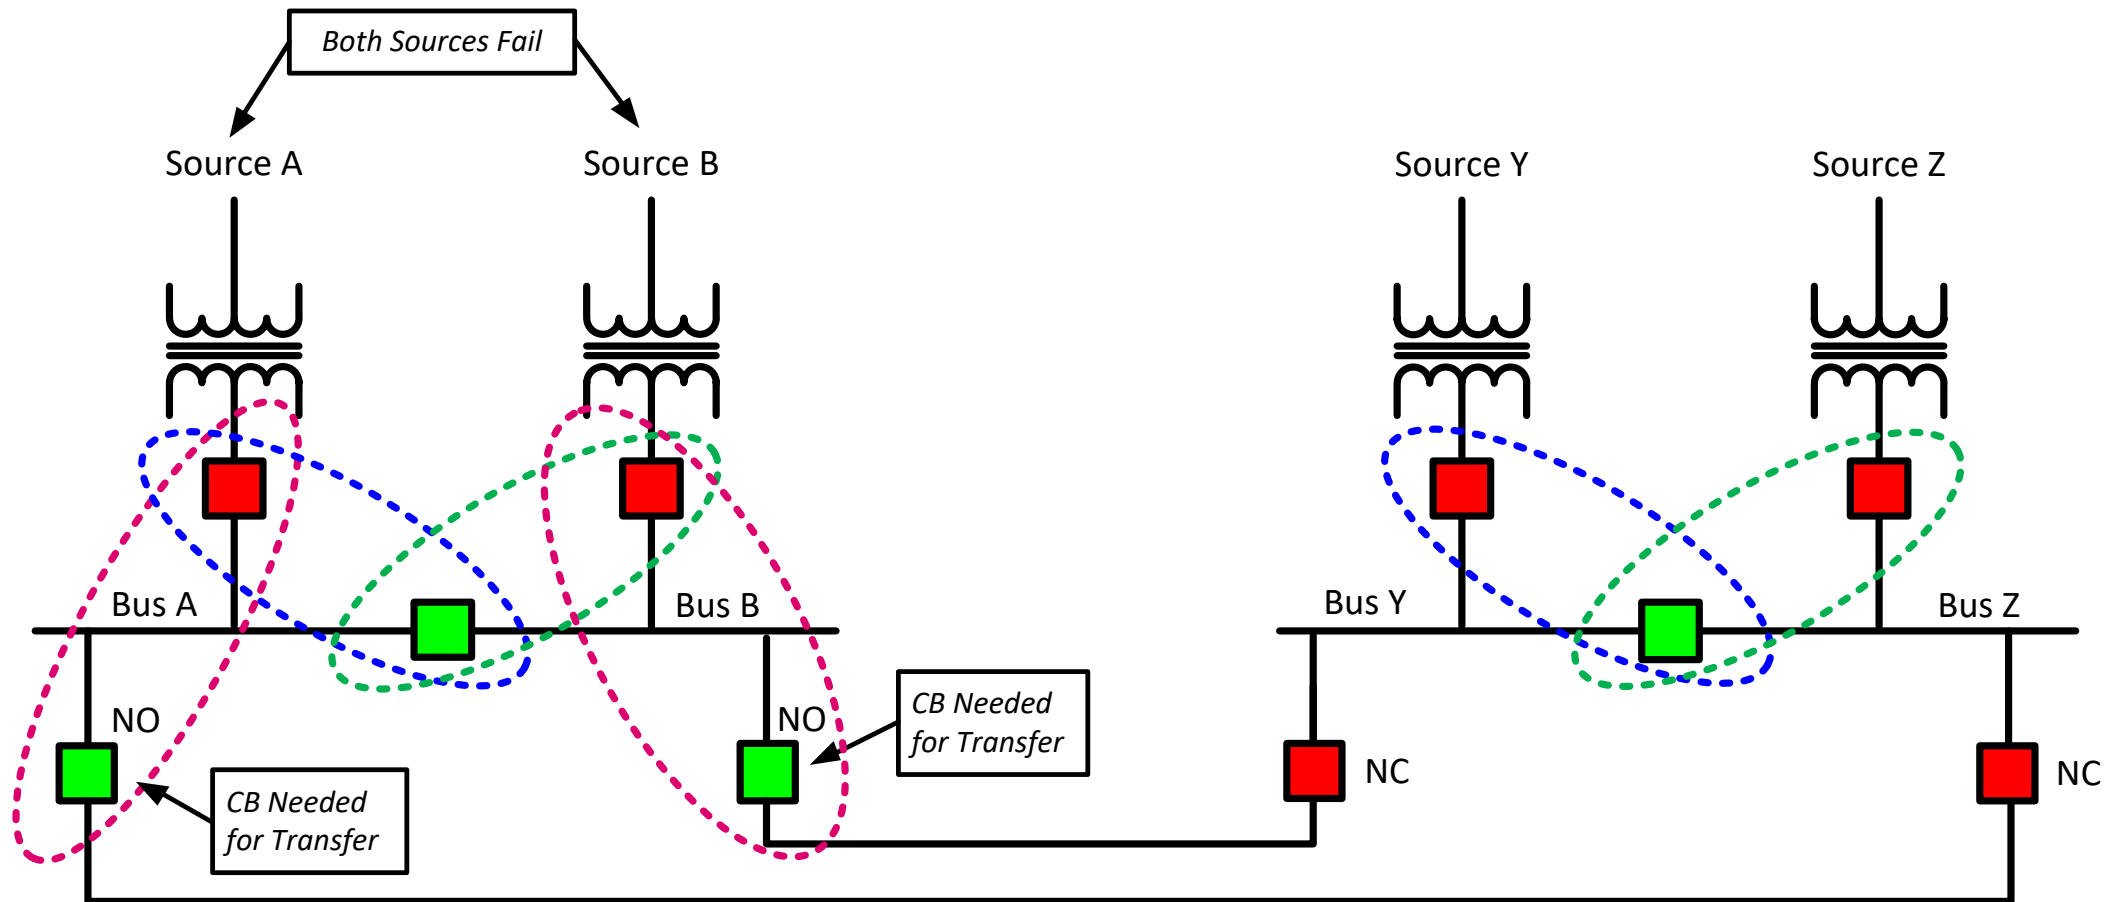 Both Sources Fail
Source A
Source B
Source Y
Source Z
Bus A
Bus B
Bus Y
Bus Z
NO
NO
CB Needed
for Transfer
NC
NC
CB Needed
for Transfer